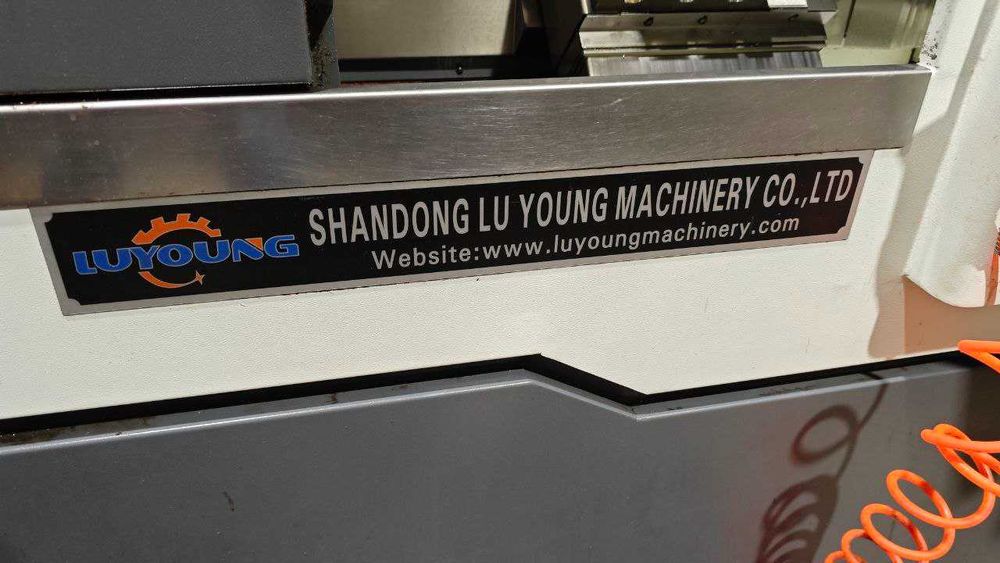 LUYOUNG
SHANDONG LU YOUNG MACHINERY CO.,LTD
Website:www.luyoungmachinery.com